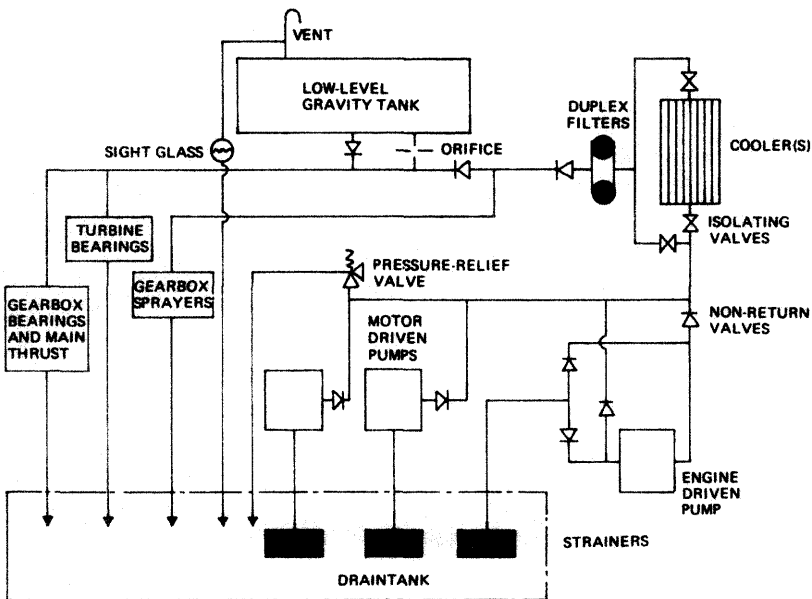 VENT
LOW-LEVEL
GRAVITY TANK
DUPLEX
FILTERS
SIGHT GLASS
ORIFICE
COOLER(S)
TURBINE
BEARINGS
ISOLATING
VALVES
GEARBOX
SPRAYERS
PRESSURE-RELIEF
VALVE
GEARBOX
BEARINGS
AND MAIN
THRUST
MOTOR
DRIVEN
PUMPS
NON-RETURN
VALVES
ENGINE
DRIVEN
PUMP
STRAINERS
DRAINTANK